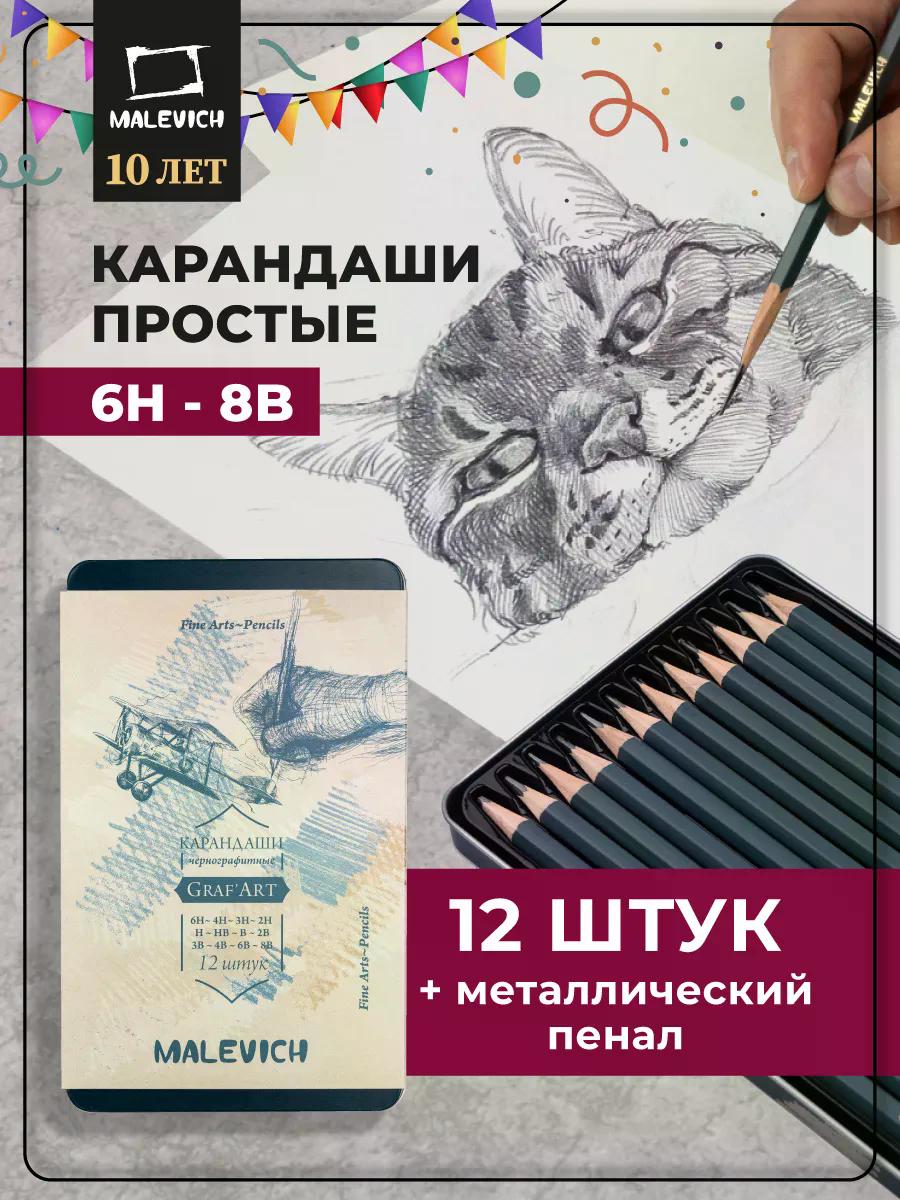 MALEVICH
10 ЛЕТ
MALEVICH
КАРАНДАШИ
ПРОСТЫЕ
6H - 8B
Fine Arts~Pencils
КАРАНДАШИ
чернографитные
GRAF'ART
6H~4H~3H~2H
H~HB~B~2B
3B~4B~6B~8B
12 штук
Fine Arts~Pencils
MALEVICH
12 ШТУК
+ металлический
пенал